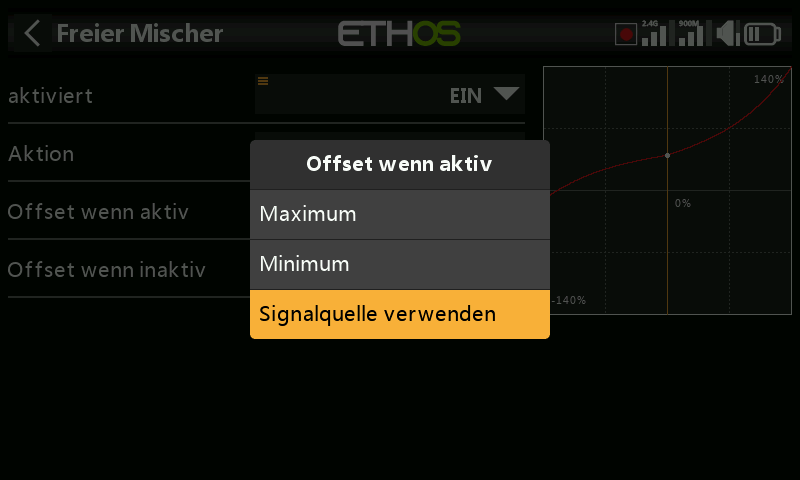 Freier Mischer
ETHOS
2.4G
900M
aktiviert
EIN
140%
Aktion
Offset wenn aktiv
Offset wenn aktiv
Maximum
0%
Offset wenn inaktiv
Minimum
-140%
Signalquelle verwenden